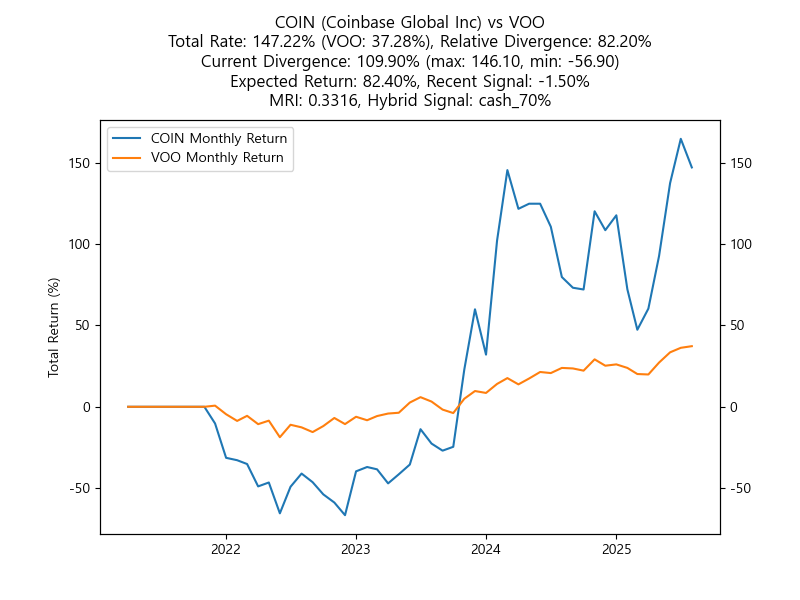 COIN (Coinbase Global Inc) vs VOO
Total Rate: 147.22% (VOO: 37.28%), Relative Divergence: 82.20%
Current Divergence: 109.90% (max: 146.10, min: -56.90)
Expected Return: 82.40%, Recent Signal: -1.50%
MRI: 0.3316, Hybrid Signal: cash_70%
COIN Monthly Return
VOO Monthly Return
Total Return (%)
150
100
50
0
-50
150
100
50
0
-50
2022
2023
2024
2025